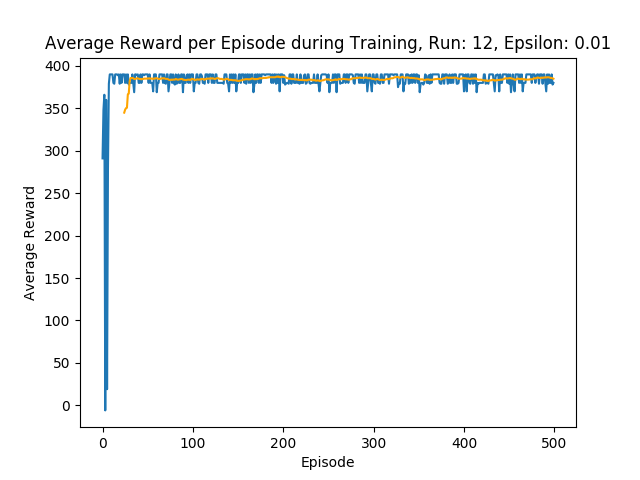 Average Reward per Episode during Training, Run: 12, Epsilon: 0.01
400
350
300
250
200
150
100
50
0
Average Reward
0 100 200 300 400 500
Episode